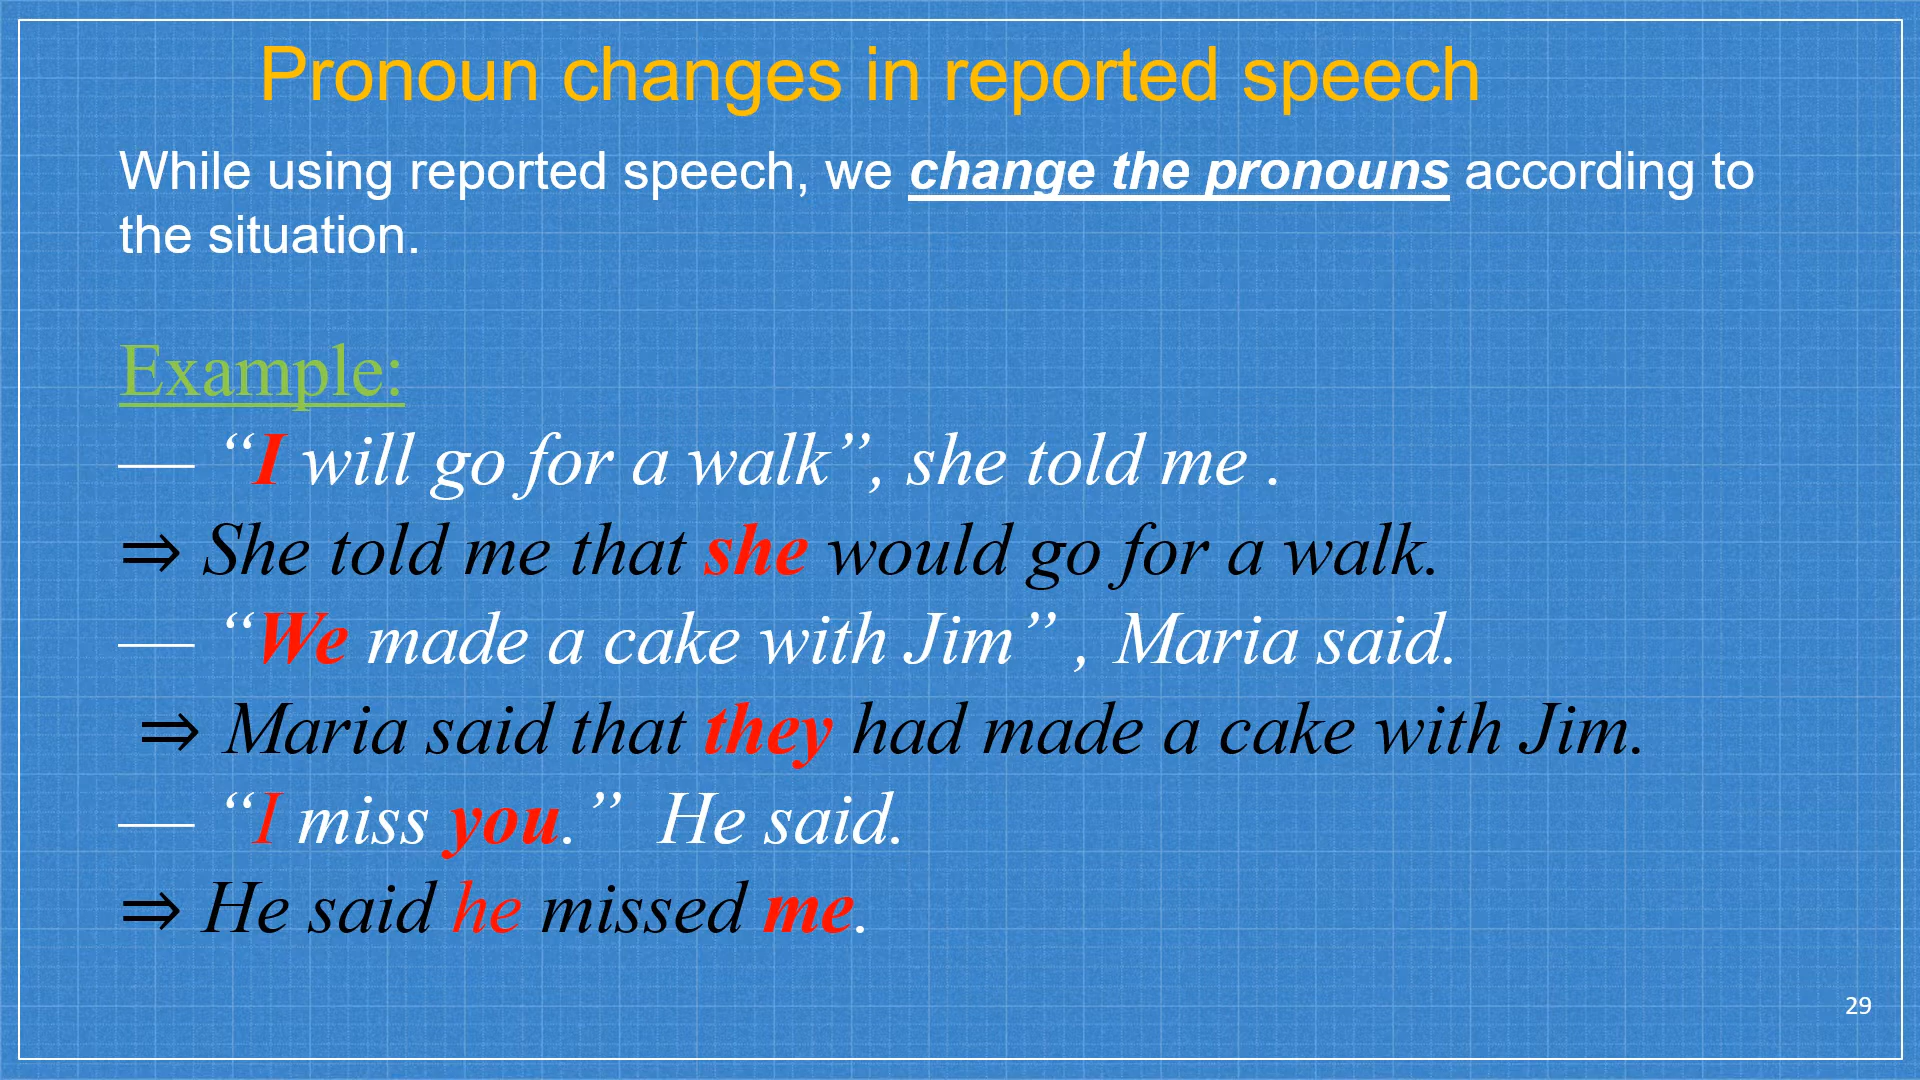 Pronoun changes in reported speech
While using reported speech, we change the pronouns according to
the situation.
Example:
— “I will go for a walk”, she told me .
⇒ She told me that she would go for a walk.
— “We made a cake with Jim” , Maria said.
⇒ Maria said that they had made a cake with Jim.
— “I miss you.” He said.
⇒ He said he missed me.
29